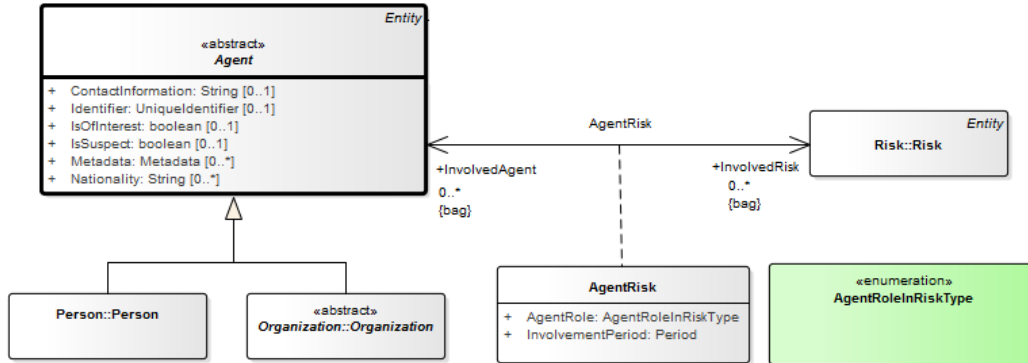 Entity
«abstract»
Agent
+ ContactInformation: String [0..1]
+ Identifier: UniqueIdentifier [0..1]
+ IsOfInterest: boolean [0..1]
+ IsSuspect: boolean [0..1]
+ Metadata: Metadata [0..*]
+ Nationality: String [0..*]
AgentRisk
+InvolvedAgent
0..*
{bag}
+InvolvedRisk
0..*
{bag}
Entity
Risk::Risk
Person::Person
«abstract»
Organization::Organization
AgentRisk
+ AgentRole: AgentRoleInRiskType
+ InvolvementPeriod: Period
«enumeration»
AgentRoleInRiskType